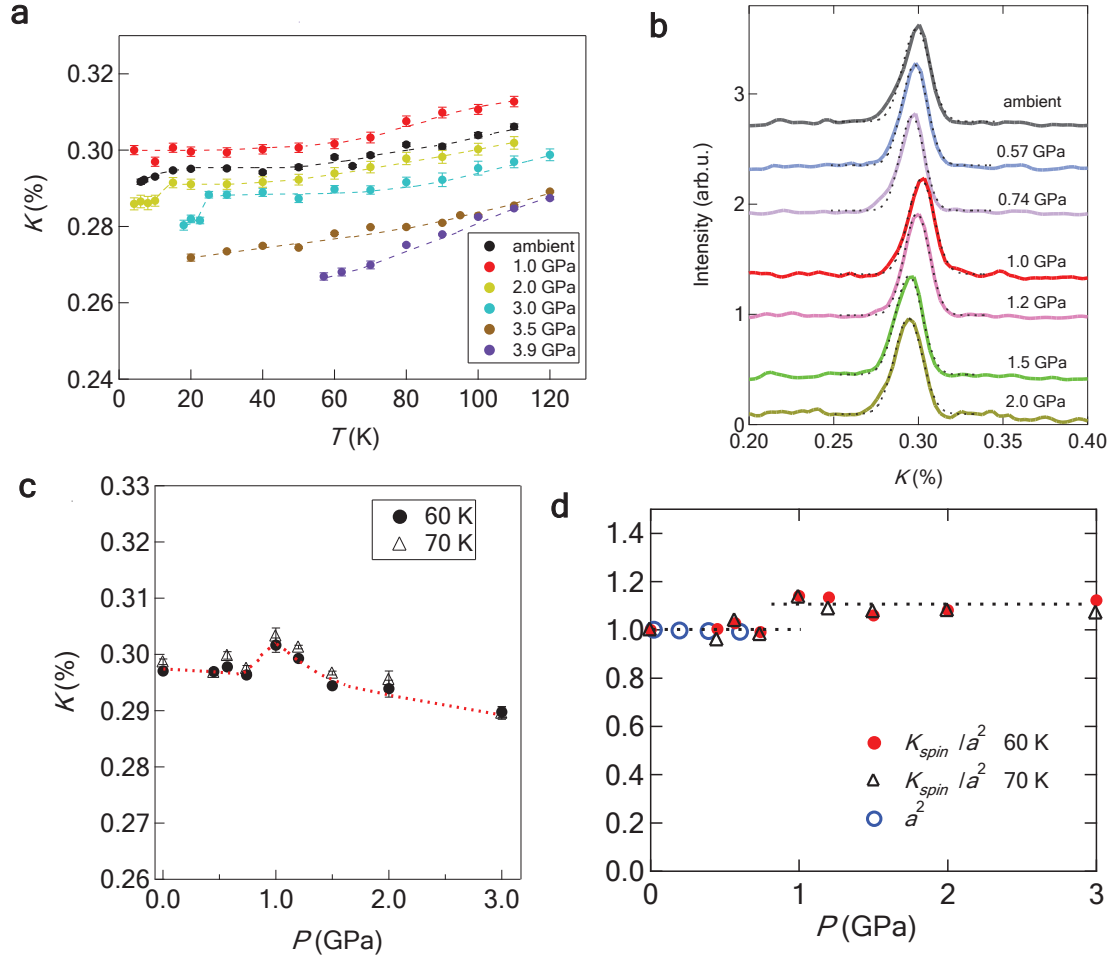 a
K (%)
0.32
0.30
0.28
0.26
0.24
0
20
40
60
80
100
120
T (K)
ambient
1.0 GPa
2.0 GPa
3.0 GPa
3.5 GPa
3.9 GPa
b
Intensity (arb.u.)
3
2
1
0
0.20
0.25
0.30
0.35
0.40
K (%)
ambient
0.57 GPa
0.74 GPa
1.0 GPa
1.2 GPa
1.5 GPa
2.0 GPa
c
K (%)
0.33
0.32
0.31
0.30
0.29
0.28
0.27
0.26
0.0
1.0
2.0
3.0
P (GPa)
60 K
70 K
d
1.4
1.2
1.0
0.8
0.6
0.4
0.2
0.0
0
1
2
3
P (GPa)
K_spin /a² 60 K
K_spin /a² 70 K
a²